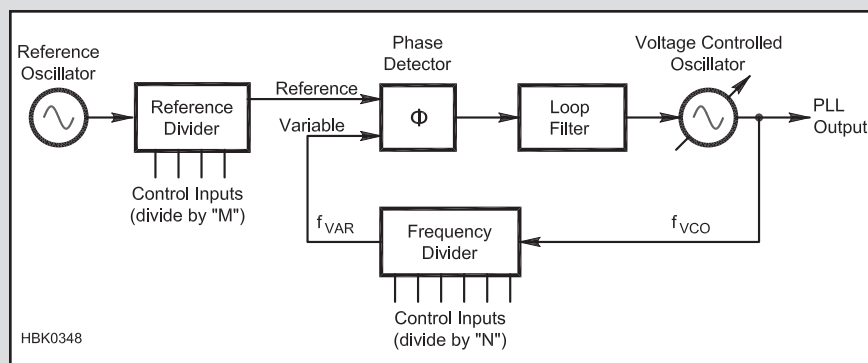 Reference
Oscillator
Reference
Divider
Control Inputs
(divide by "M")
Reference
Variable
Phase
Detector
Φ
Loop
Filter
Voltage Controlled
Oscillator
PLL
Output
f VAR
Frequency
Divider
f VCO
Control Inputs
(divide by "N")
HBK0348